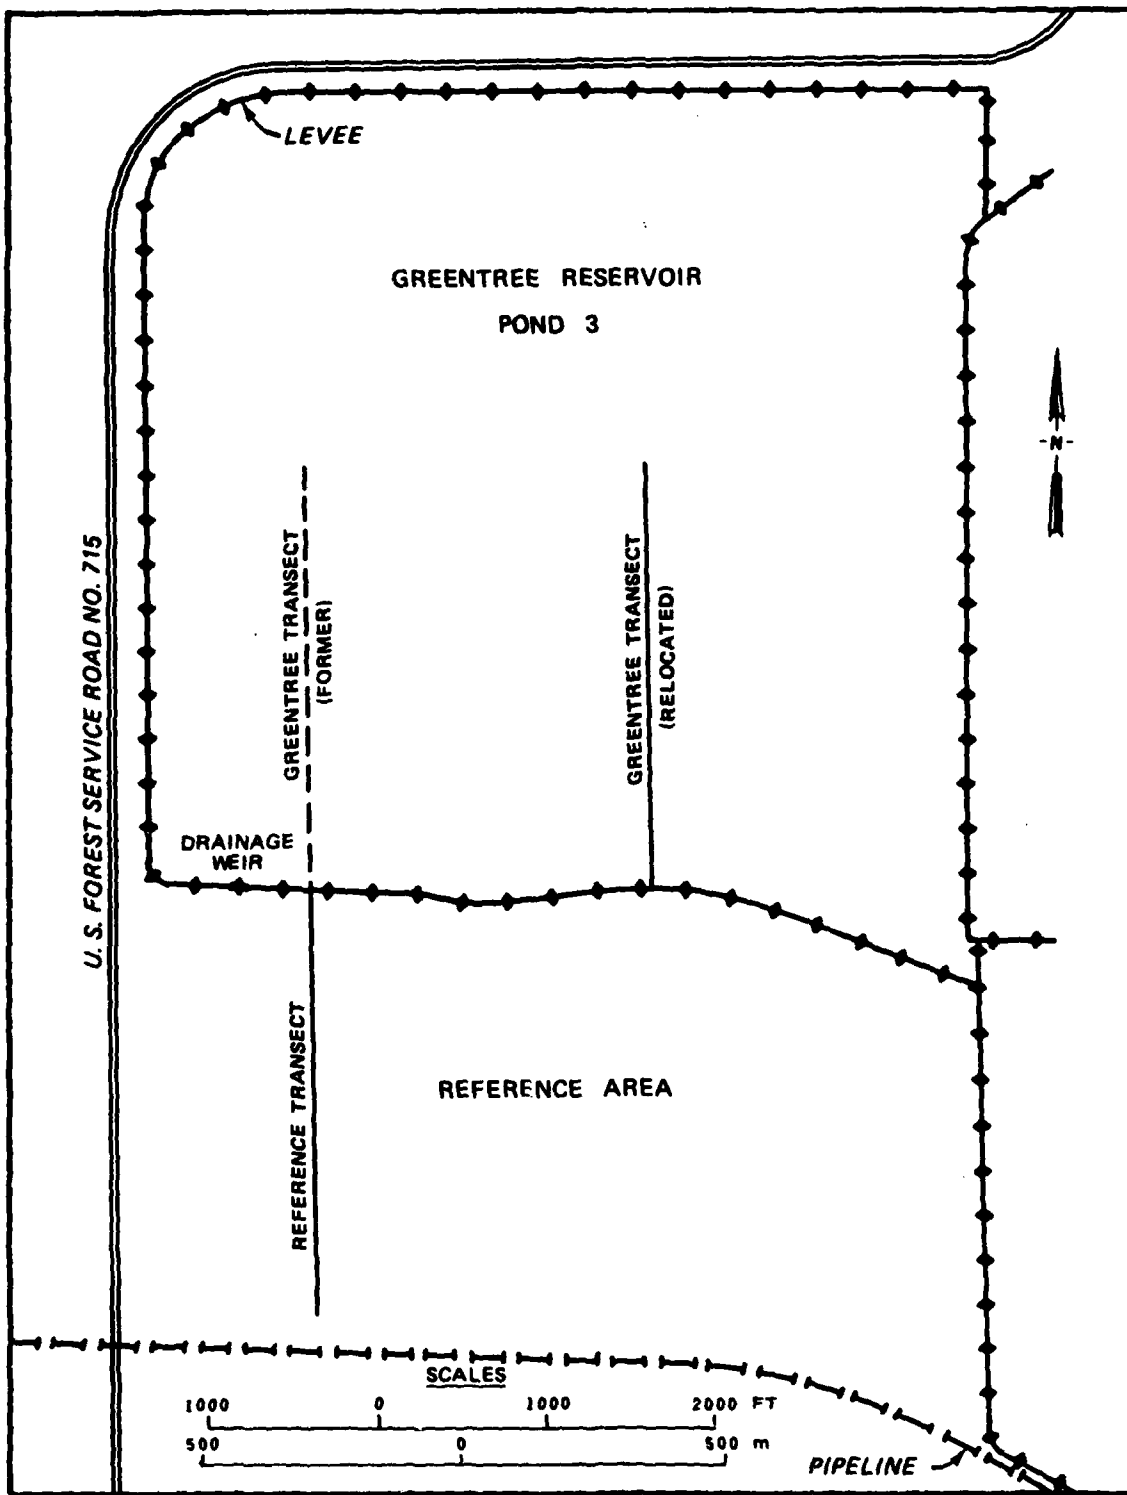 LEVEE
GREENTREE RESERVOIR
POND 3
-N-
U. S. FOREST SERVICE ROAD NO. 715
GREENTREE TRANSECT
(FORMER)
GREENTREE TRANSECT
(RELOCATED)
DRAINAGE
WEIR
REFERENCE TRANSECT
REFERENCE AREA
SCALES
1000 0 1000 2000 FT
500 0 500 m
PIPELINE